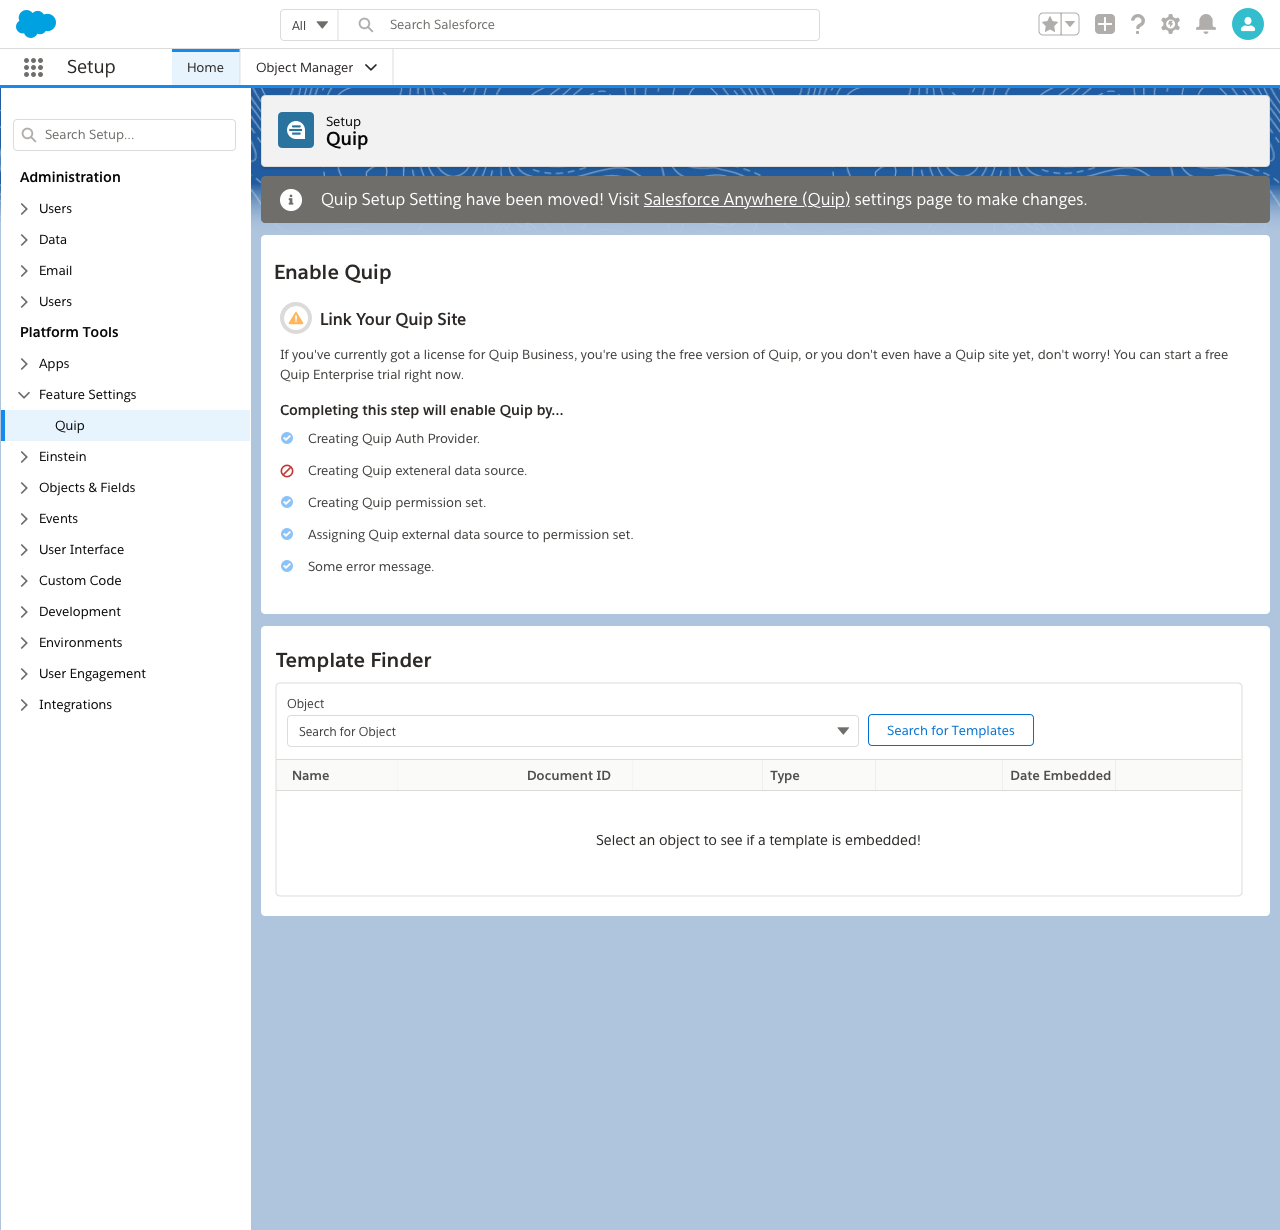 All
Search Salesforce
Setup
Home
Object Manager
Search Setup...
Administration
Users
Data
Email
Users
Platform Tools
Apps
Feature Settings
Quip
Einstein
Objects & Fields
Events
User Interface
Custom Code
Development
Environments
User Engagement
Integrations
Setup
Quip
Quip Setup Setting have been moved! Visit Salesforce Anywhere (Quip) settings page to make changes.
Enable Quip
Link Your Quip Site
If you've currently got a license for Quip Business, you're using the free version of Quip, or you don't even have a Quip site yet, don't worry! You can start a free
Quip Enterprise trial right now.
Completing this step will enable Quip by...
Creating Quip Auth Provider.
Creating Quip exteneral data source.
Creating Quip permission set.
Assigning Quip external data source to permission set.
Some error message.
Template Finder
Object
Search for Object
Search for Templates
Name Document ID Type Date Embedded
Select an object to see if a template is embedded!